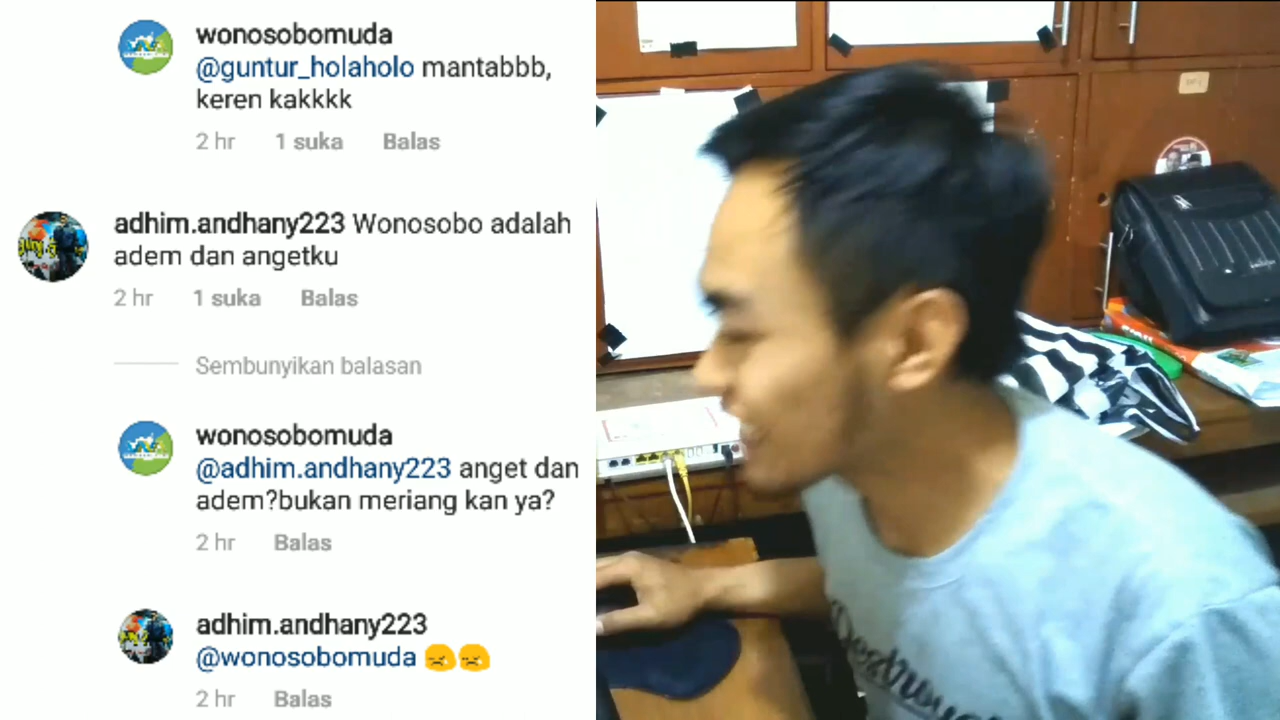 wonosobomuda
@guntur_holaholo mantabbb,
keren kakkkk
2 hr 1 suka Balas
adhim.andhany223 Wonosobo adalah
adem dan angetku
2 hr 1 suka Balas
Sembunyikan balasan
wonosobomuda
@adhim.andhany223 anget dan
adem?bukan meriang kan ya?
2 hr Balas
adhim.andhany223
@wonosobomuda 😢😢
2 hr Balas